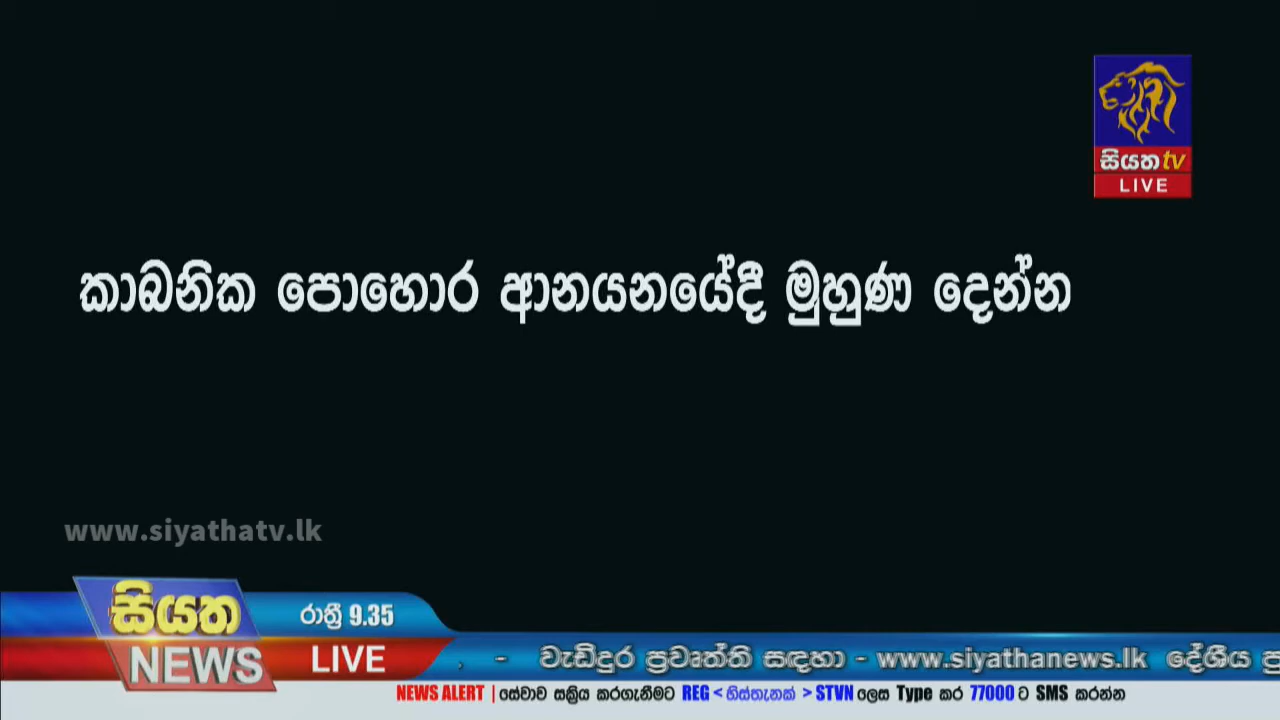 සියත tv
LIVE
කාබනික පොහොර ආනයනයේදී මුහුණ දෙන්න
www.siyathatv.lk
සියත
NEWS
රාත්‍රී 9.35
LIVE
- වැඩිදුර ප්‍රවෘත්ති සඳහා - www.siyathanews.lk දේශීය
NEWS ALERT | සේවාව සක්‍රිය කරගැනීමට REG < හිස්තැනක් > STVN ලෙස Type කර 77000 ට SMS කරන්න